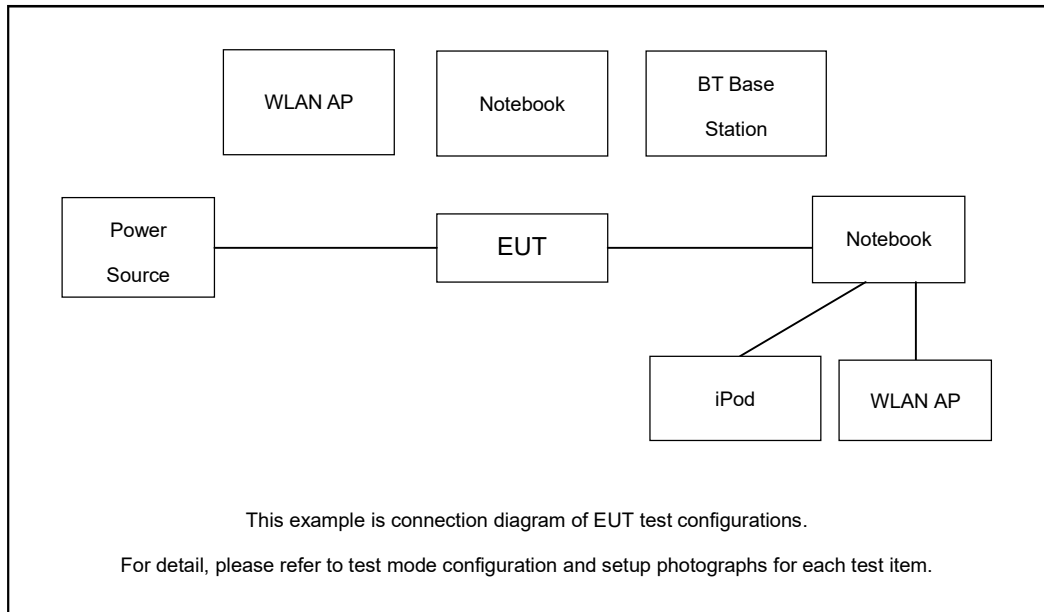 WLAN AP
Notebook
BT Base
Station
Power
Source
EUT
Notebook
iPod
WLAN AP
This example is connection diagram of EUT test configurations.
For detail, please refer to test mode configuration and setup photographs for each test item.